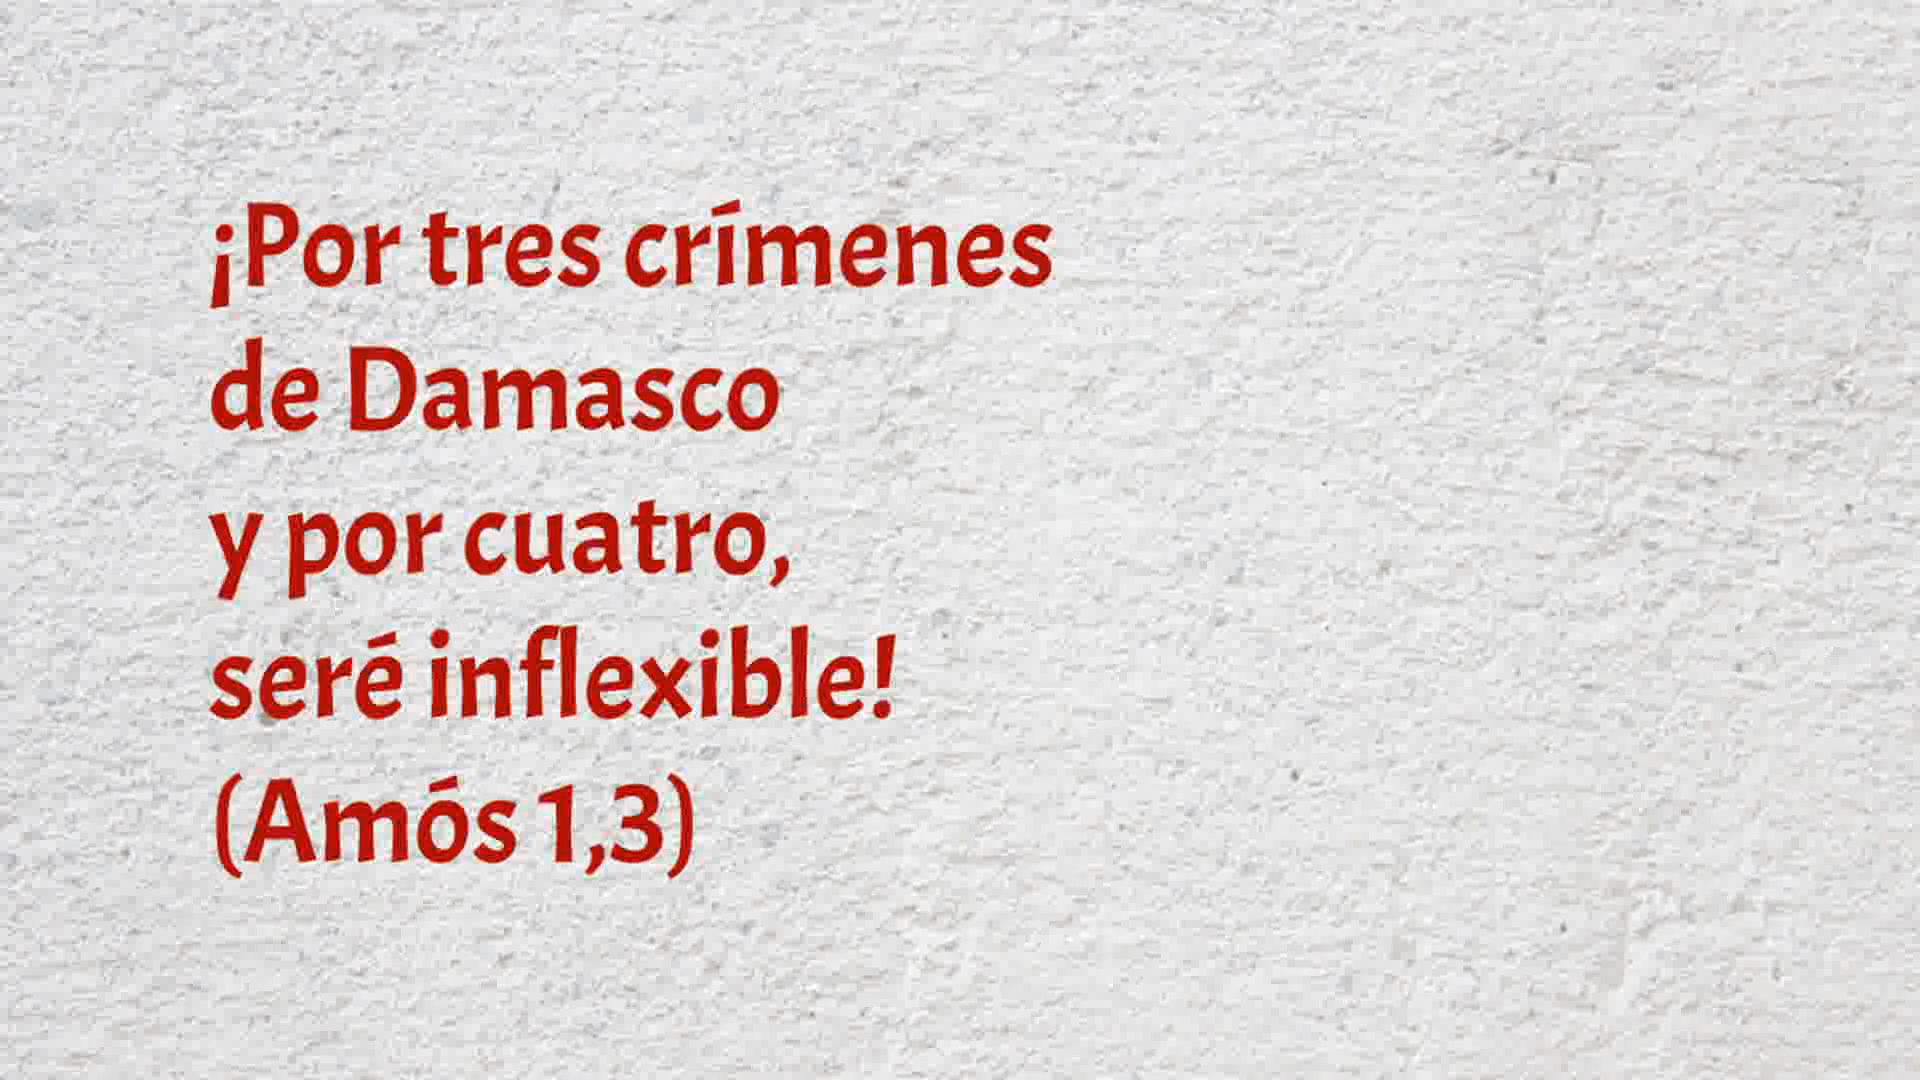 ¡Por tres crímenes
de Damasco
y por cuatro,
seré inflexible!
(Amós 1,3)